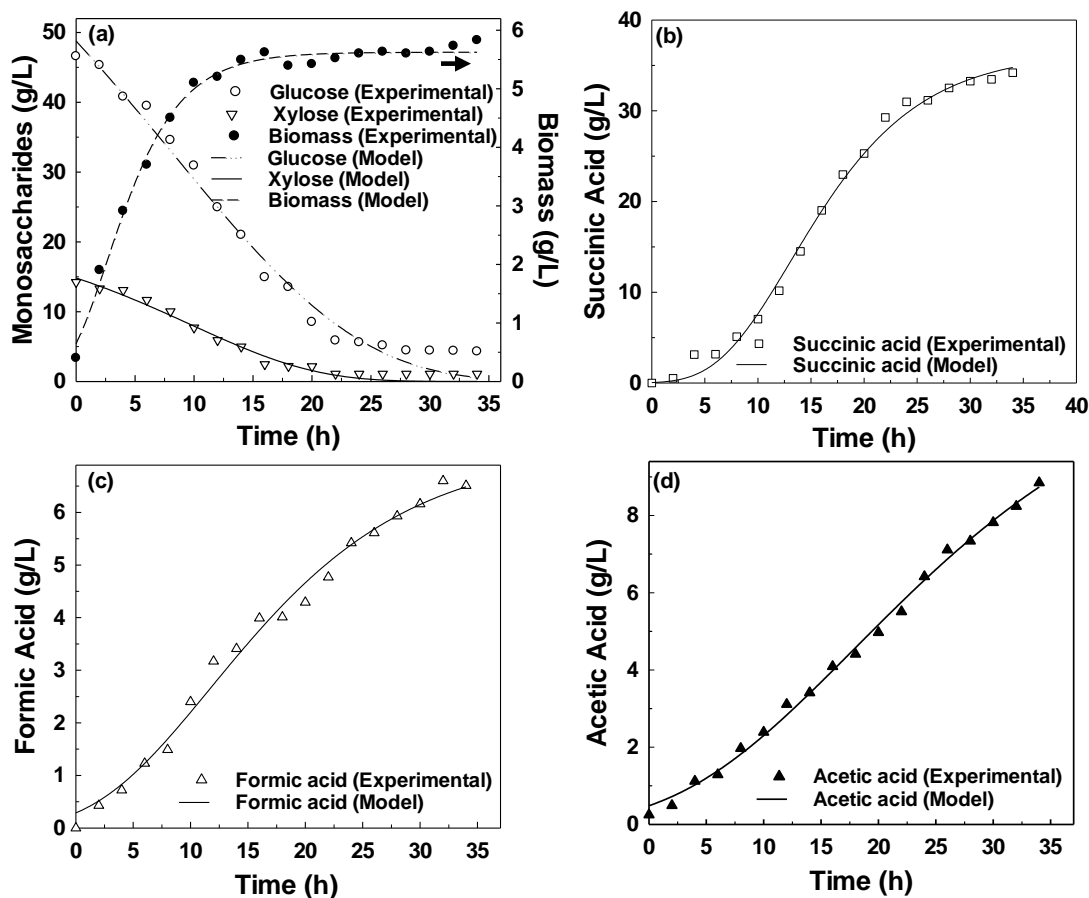 (a)
Monosaccharides (g/L)
50
40
30
20
10
0
6
5
4
3
2
1
0
Biomass (g/L)
Glucose (Experimental)
Xylose (Experimental)
Biomass (Experimental)
Glucose (Model)
Xylose (Model)
Biomass (Model)
0 5 10 15 20 25 30 35
Time (h)
(b)
Succinic Acid (g/L)
40
30
20
10
0
Succinic acid (Experimental)
Succinic acid (Model)
0 5 10 15 20 25 30 35 40
Time (h)
(c)
Formic Acid (g/L)
6
5
4
3
2
1
0
Formic acid (Experimental)
Formic acid (Model)
0 5 10 15 20 25 30 35
Time (h)
(d)
Acetic Acid (g/L)
8
6
4
2
0
Acetic acid (Experimental)
Acetic acid (Model)
0 5 10 15 20 25 30 35
Time (h)